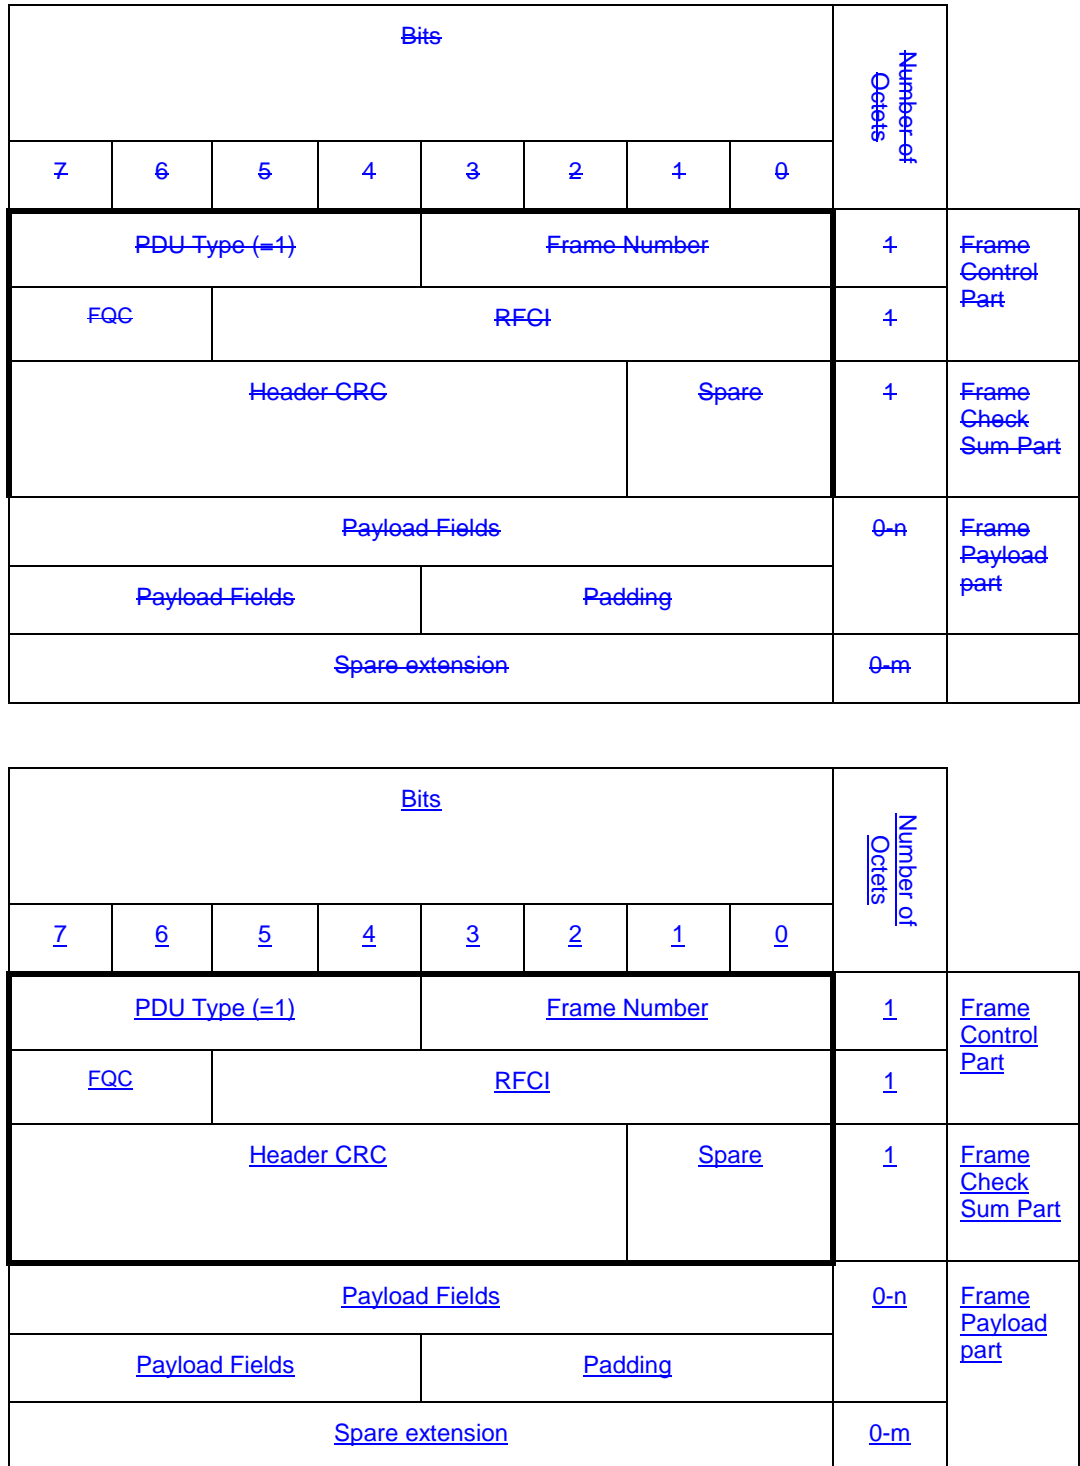 Bits
Number of
Octets
7 6 5 4 3 2 1 0
PDU Type (=1) Frame Number 1 Frame
Control
Part
FQC RFCI 1
Header CRC Spare 1 Frame
Check
Sum Part
Payload Fields 0-n Frame
Payload
part
Payload Fields Padding
Spare extension 0-m
Bits
Number of
Octets
7 6 5 4 3 2 1 0
PDU Type (=1) Frame Number 1 Frame
Control
Part
FQC RFCI 1
Header CRC Spare 1 Frame
Check
Sum Part
Payload Fields 0-n Frame
Payload
part
Payload Fields Padding
Spare extension 0-m